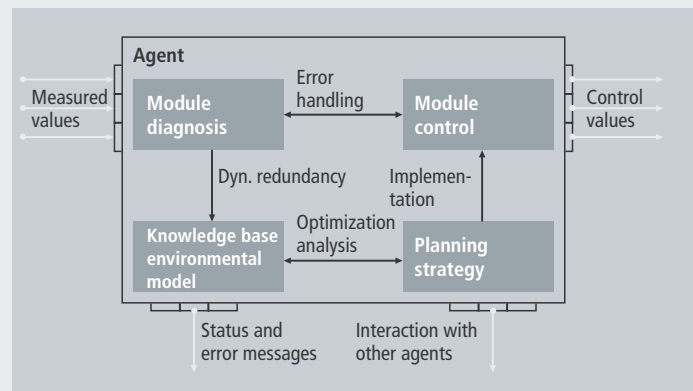 Agent
Measured
values
Module
diagnosis
Error
handling
Module
control
Control
values
Dyn. redundancy
Implemen-
tation
Knowledge base
environmental
model
Optimization
analysis
Planning
strategy
Status and
error messages
Interaction with
other agents